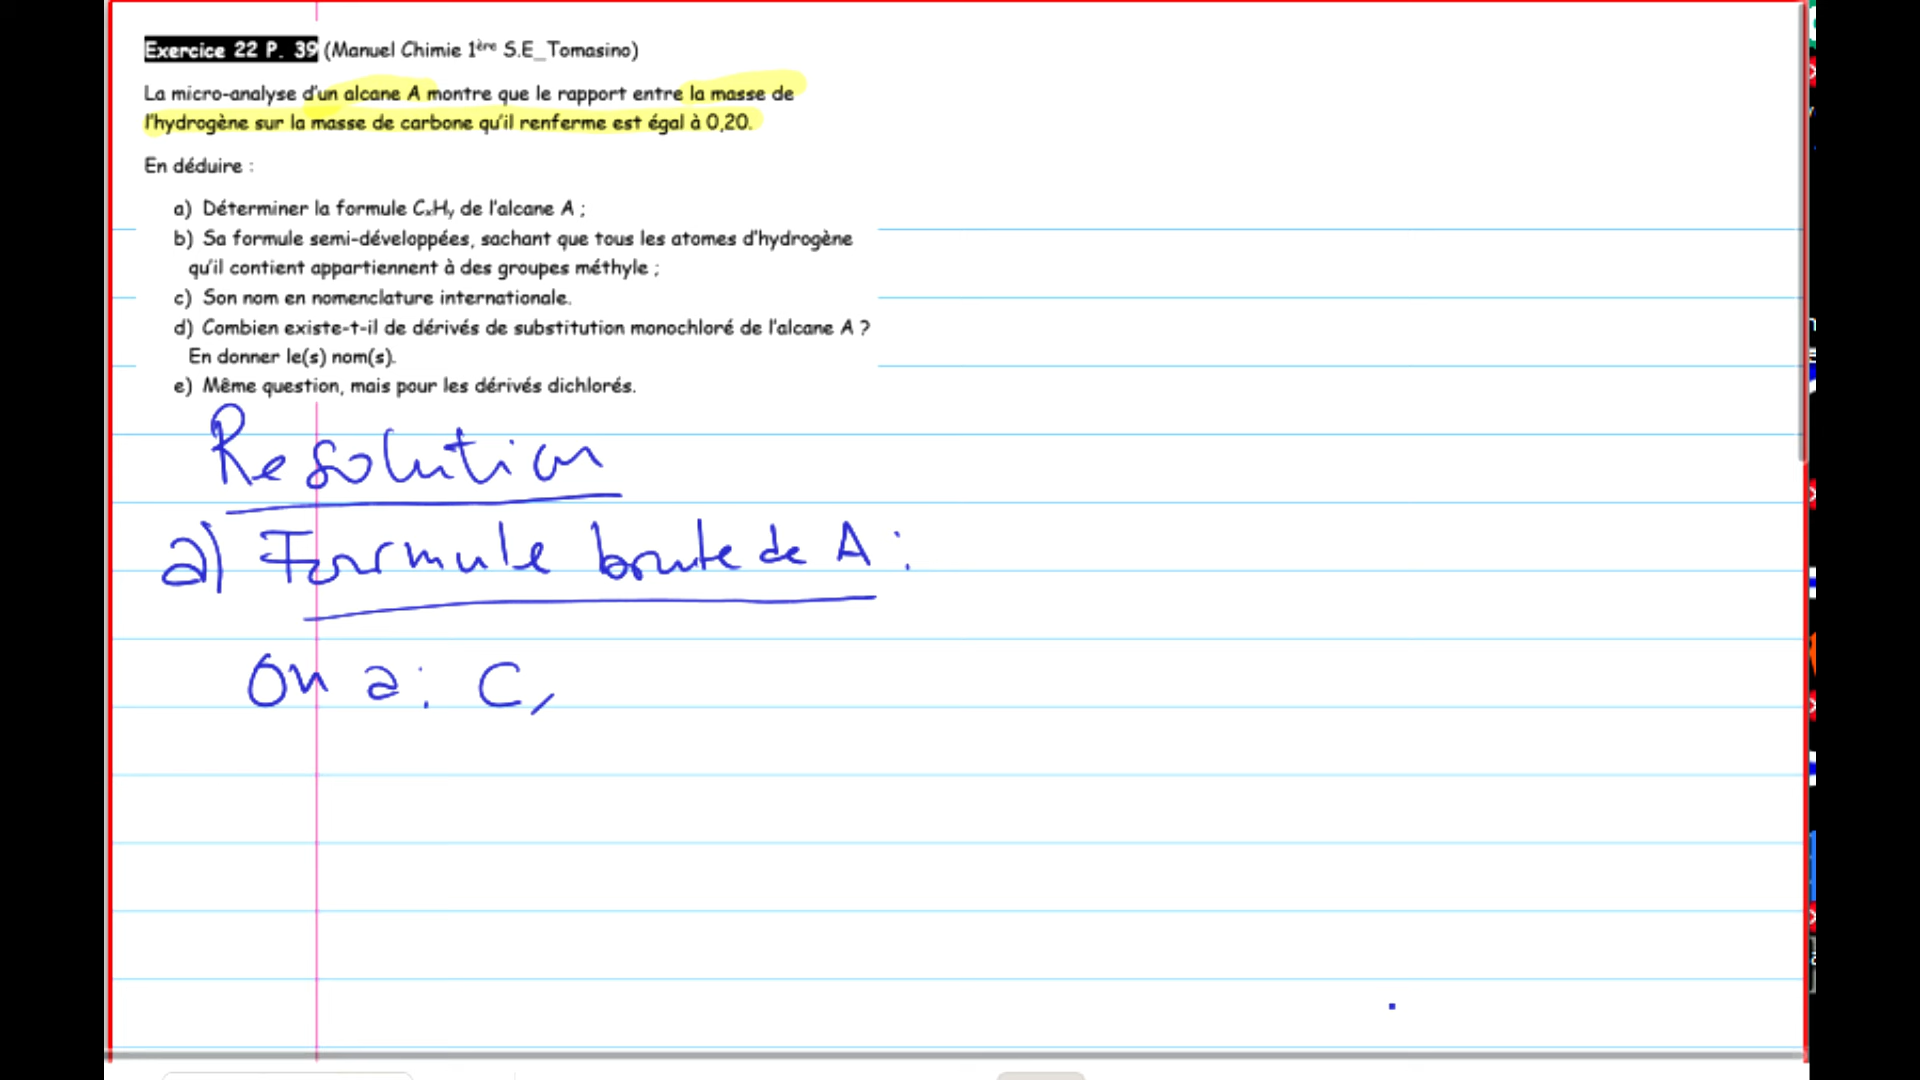 Exercice 22 P. 39 (Manuel Chimie 1ère S.E_Tomasino)
La micro-analyse d'un alcane A montre que le rapport entre la masse de
l'hydrogène sur la masse de carbone qu'il renferme est égal à 0,20.
En déduire :
a) Déterminer la formule CₓHᵧ de l'alcane A ;
b) Sa formule semi-développées, sachant que tous les atomes d'hydrogène
qu'il contient appartiennent à des groupes méthyle ;
c) Son nom en nomenclature internationale.
d) Combien existe-t-il de dérivés de substitution monochloré de l'alcane A ?
En donner le(s) nom(s).
e) Même question, mais pour les dérivés dichlorés.
Resolution
a) Formule brute de A :
On a : C